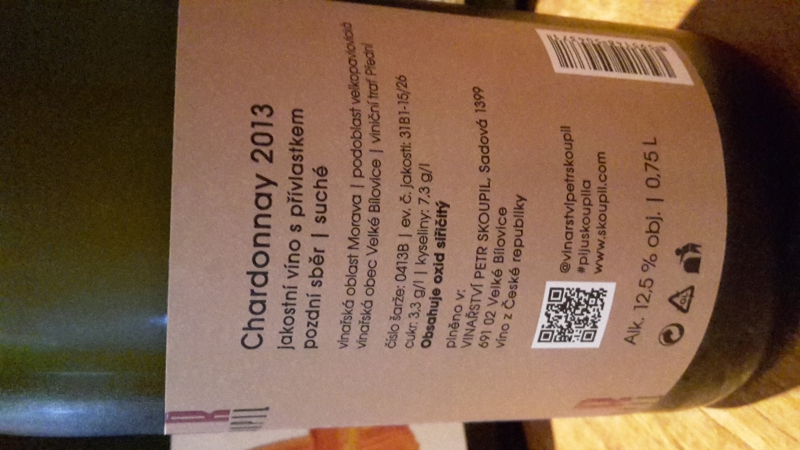 Chardonnay 2013
jakostní víno s přívlastkem
pozdní sběr | suché
vinařská oblast Morava | podoblast velkopavlovická
vinařská obec Velké Bílovice | viniční trať Přední
číslo šarže: 0413B | ev. č. jakosti: 31B1-15/26
cukr: 3,3 g/l | kyseliny: 7,3 g/l
Obsahuje oxid siřičitý
plněno v:
VINAŘSTVÍ PETR SKOUPIL, Sadová 1399
691 02 Velké Bílovice
víno z České republiky
@vinarstvipetrskoupil
#pijuskoupila
www.skoupil.com
Alk. 12,5 % obj. | 0,75 L